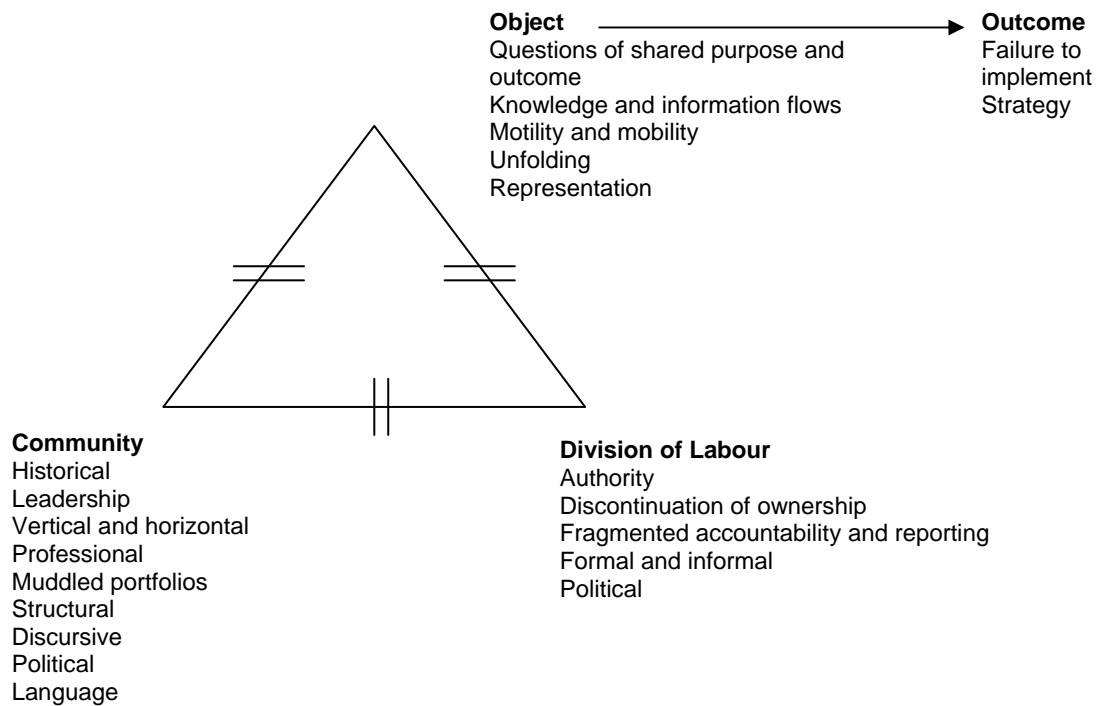 Object
Questions of shared purpose and
outcome
Knowledge and information flows
Motility and mobility
Unfolding
Representation
Outcome
Failure to
implement
Strategy
Community
Historical
Leadership
Vertical and horizontal
Professional
Muddled portfolios
Structural
Discursive
Political
Language
Division of Labour
Authority
Discontinuation of ownership
Fragmented accountability and reporting
Formal and informal
Political